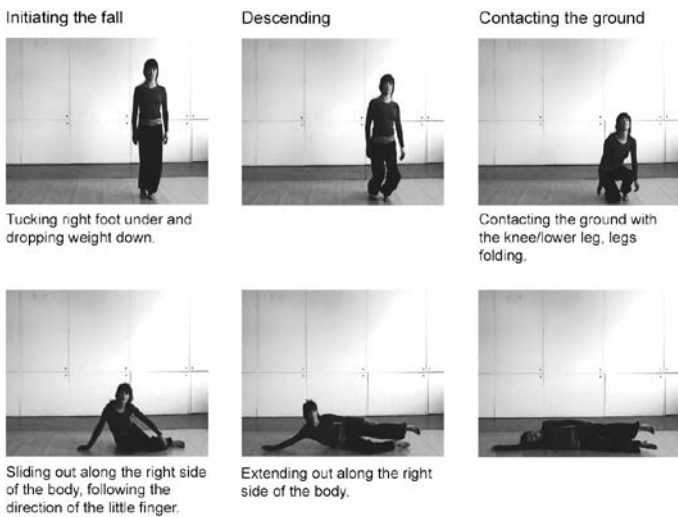 Initiating the fall
Descending
Contacting the ground
Tucking right foot under and
dropping weight down.
Contacting the ground with
the knee/lower leg, legs
folding.
Sliding out along the right side
of the body, following the
direction of the little finger.
Extending out along the right
side of the body.